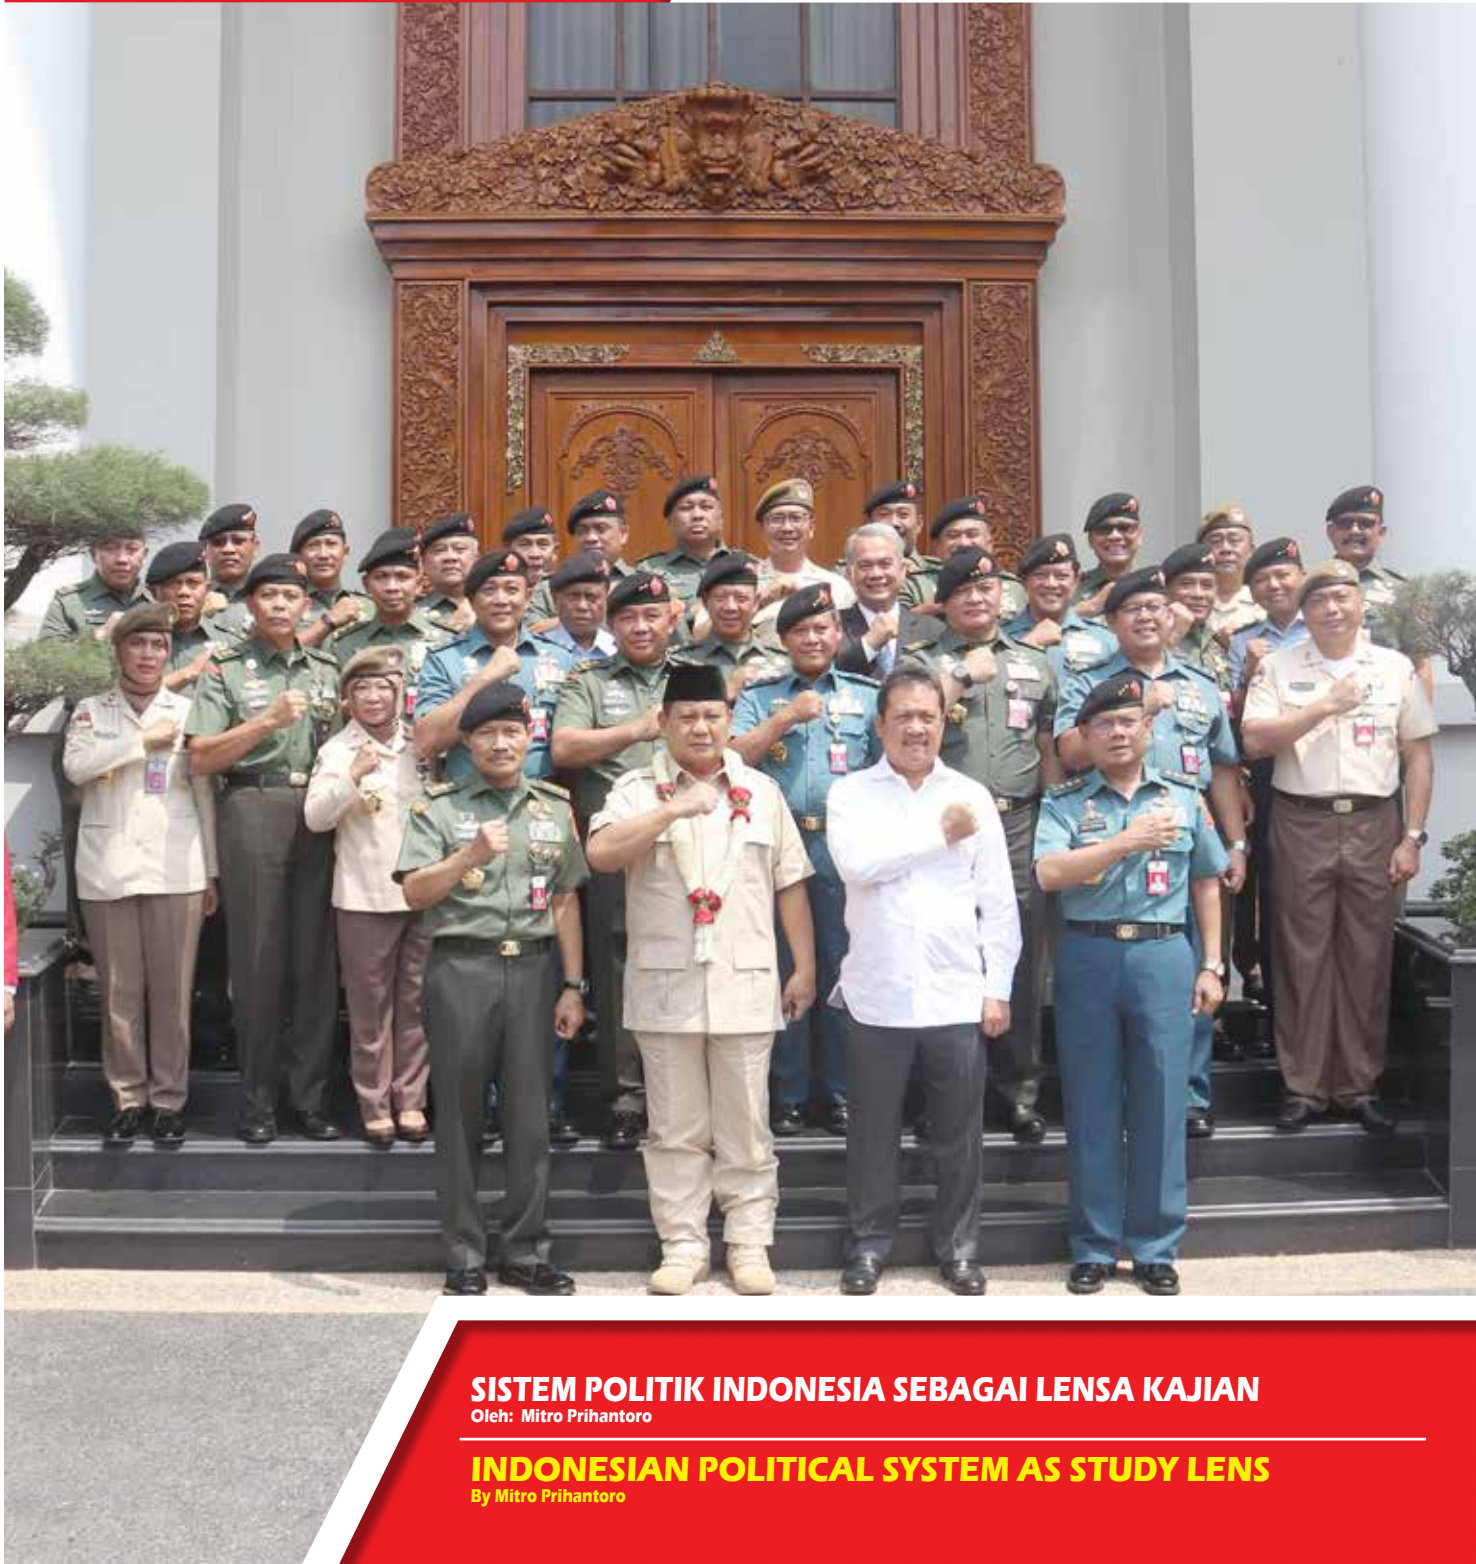 SISTEM POLITIK INDONESIA SEBAGAI LENSA KAJIAN
Oleh: Mitro Prihantoro
INDONESIAN POLITICAL SYSTEM AS STUDY LENS
By Mitro Prihantoro